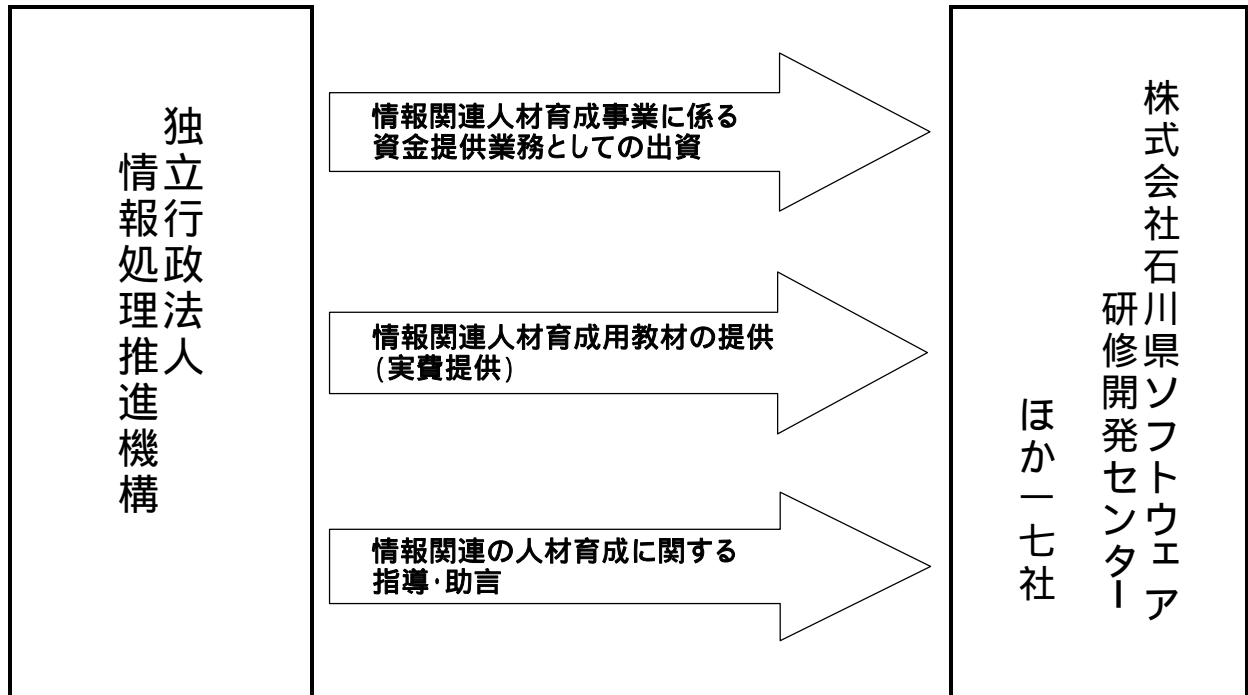 独立行政法人
情報処理推進機構
情報関連人材育成事業に係る
資金提供業務としての出資
情報関連人材育成用教材の提供
(実費提供)
情報関連の人材育成に関する
指導・助言
株式会社石川県ソフトウェア
研修開発センター
ほか一七社